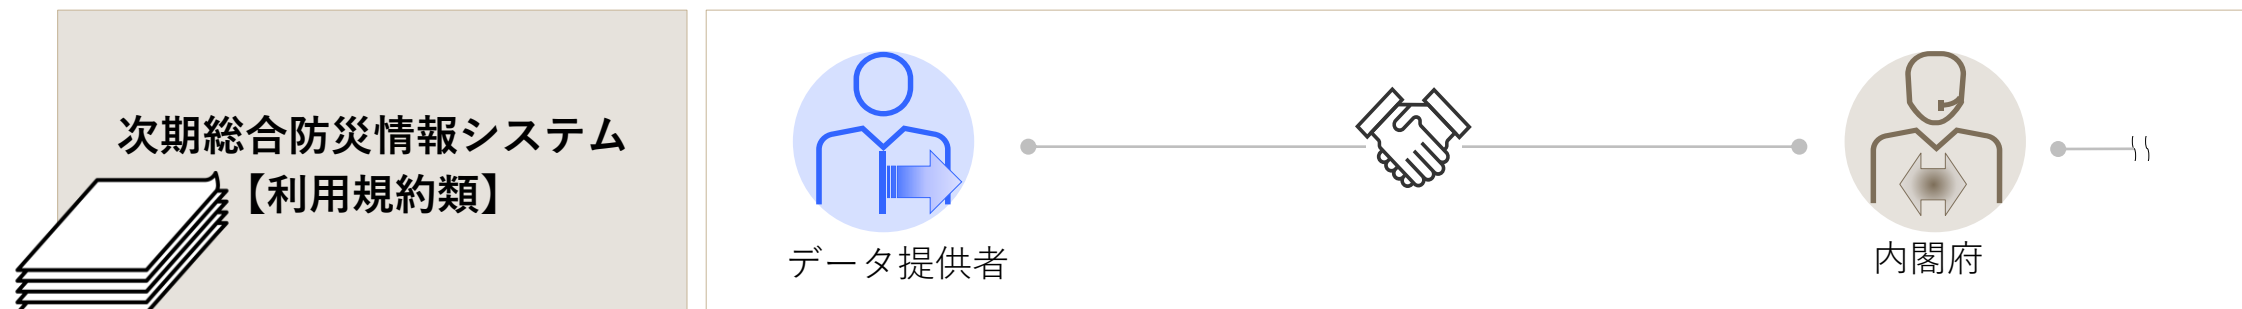 次期総合防災情報システム
【利用規約類】
データ提供者
内閣府